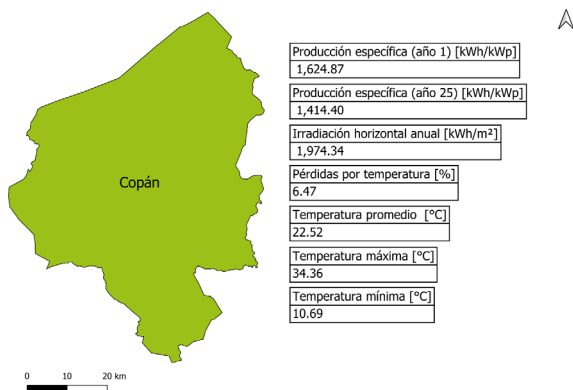 Producción específica (año 1) [kWh/kWp]
1,624.87
Producción específica (año 25) [kWh/kWp]
1,414.40
Irradiación horizontal anual [kWh/m²]
1,974.34
Pérdidas por temperatura [%]
6.47
Temperatura promedio [°C]
22.52
Temperatura máxima [°C]
34.36
Temperatura mínima [°C]
10.69
Copán
0 10 20 km